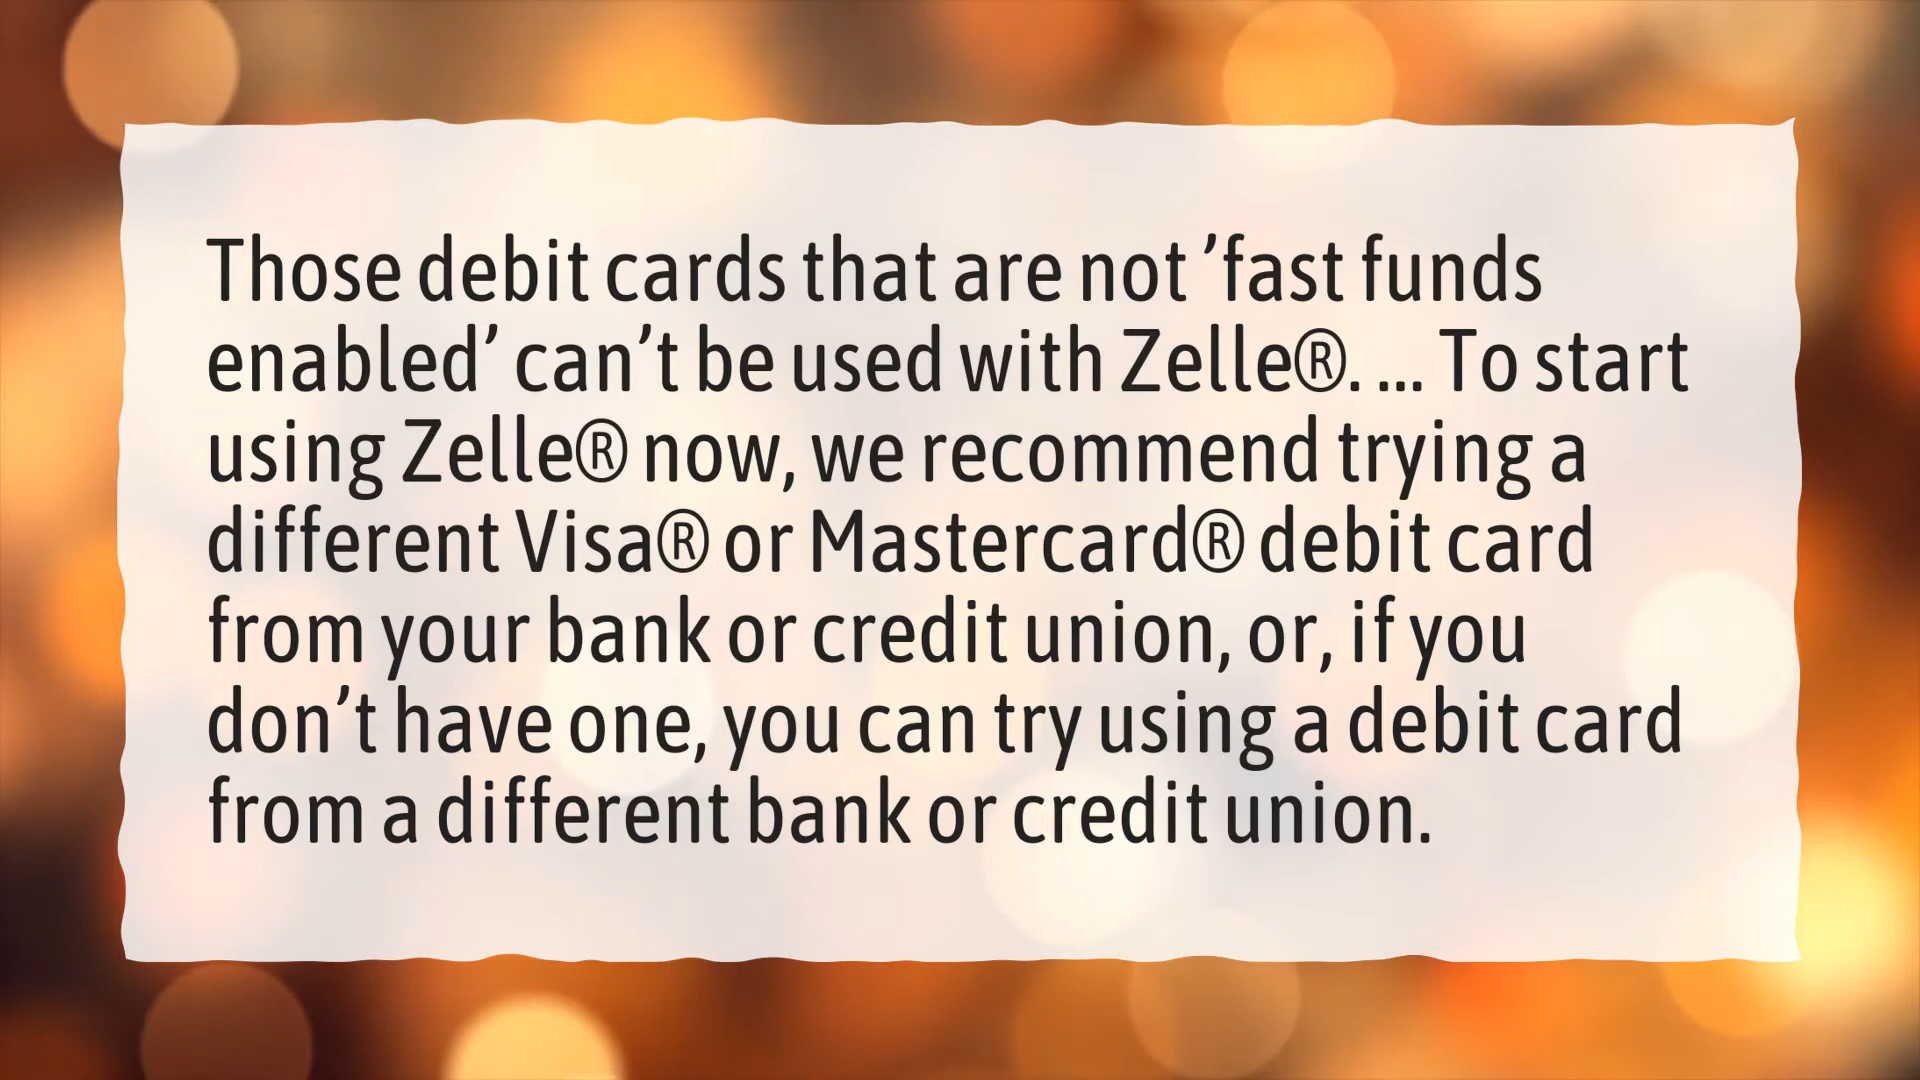 Those debit cards that are not ’fast funds
enabled’ can’t be used with Zelle®. ... To start
using Zelle® now, we recommend trying a
different Visa® or Mastercard® debit card
from your bank or credit union, or, if you
don’t have one, you can try using a debit card
from a different bank or credit union.